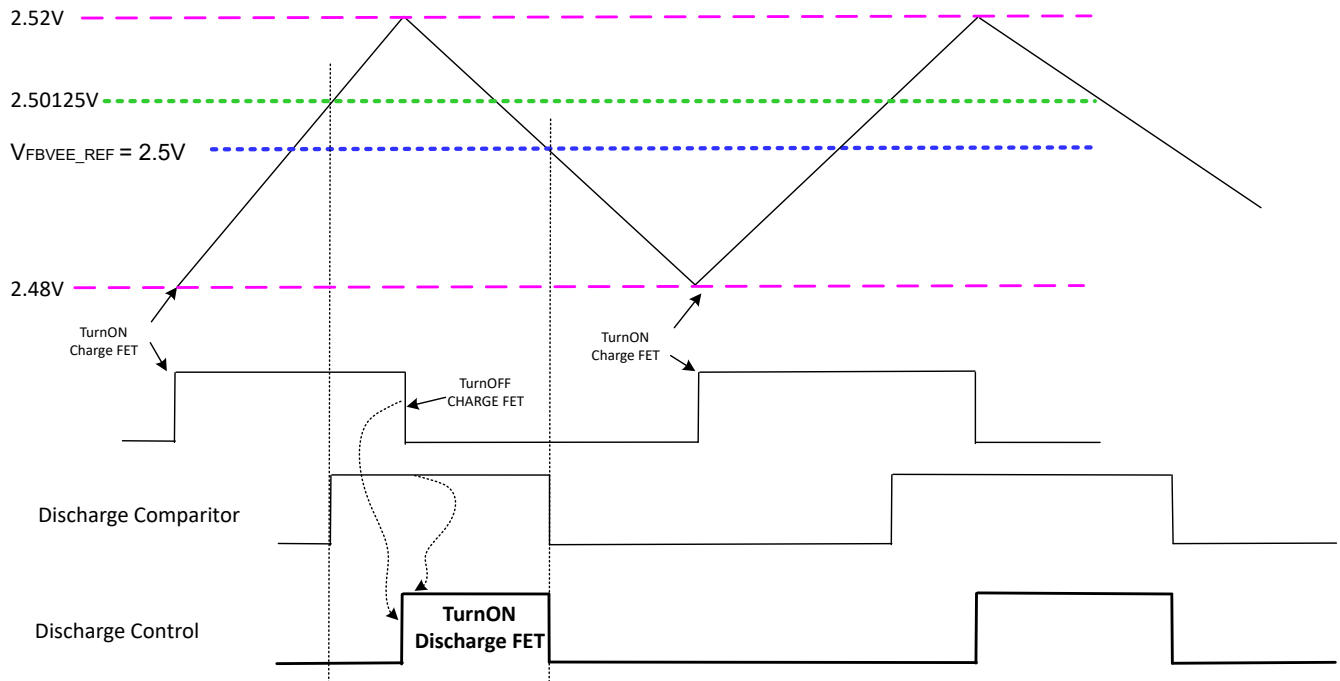 2.52V
2.50125V
VFBVEE_REF = 2.5V
2.48V
TurnON
Charge FET
TurnON
Charge FET
TurnOFF
CHARGE FET
Discharge Comparitor
Discharge Control
TurnON
Discharge FET